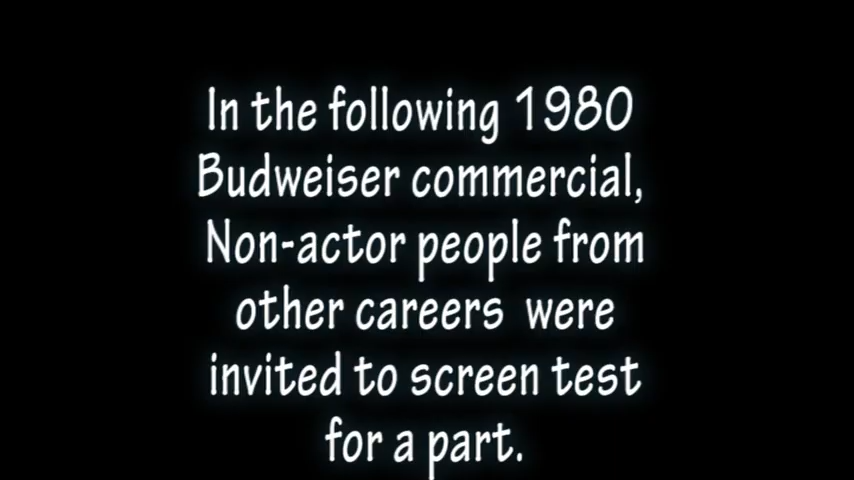 In the following 1980
Budweiser commercial,
Non-actor people from
other careers were
invited to screen test
for a part.